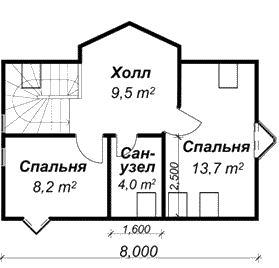 Холл
9,5 m²
Спальня
8,2 m²
Сан-
узел
4,0 m²
2,500
Спальня
13,7 m²
1,600
8,000